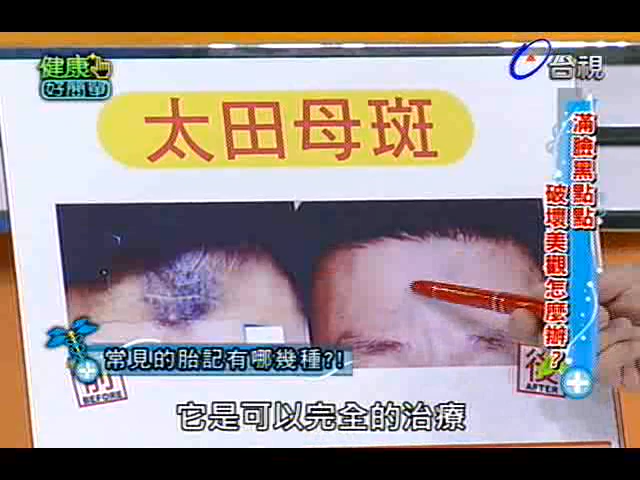 健康
好簡單
台視
太田母斑
滿臉黑點點
破壞美觀怎麼辦?
常見的胎記有哪幾種?!
前
BEFORE
後
AFTER
它是可以完全的治療